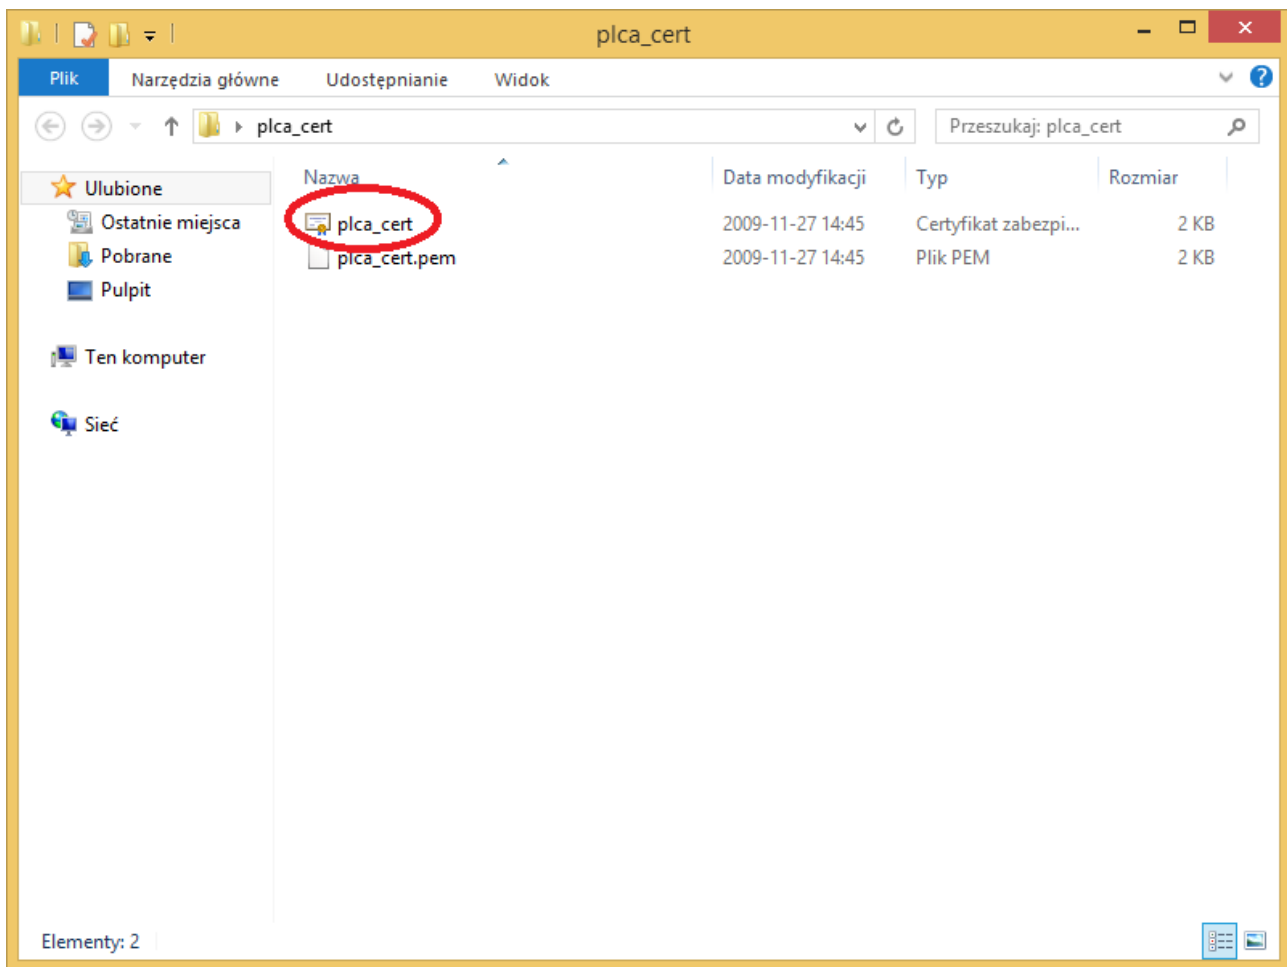 plca_cert
Plik Narzędzia główne Udostępnianie Widok
plca_cert Przeszukaj: plca_cert
Ulubione
Ostatnie miejsca
Pobrane
Pulpit
Ten komputer
Sieć
Nazwa Data modyfikacji Typ Rozmiar
plca_cert 2009-11-27 14:45 Certyfikat zabezpi... 2 KB
plca_cert.pem 2009-11-27 14:45 Plik PEM 2 KB
Elementy: 2